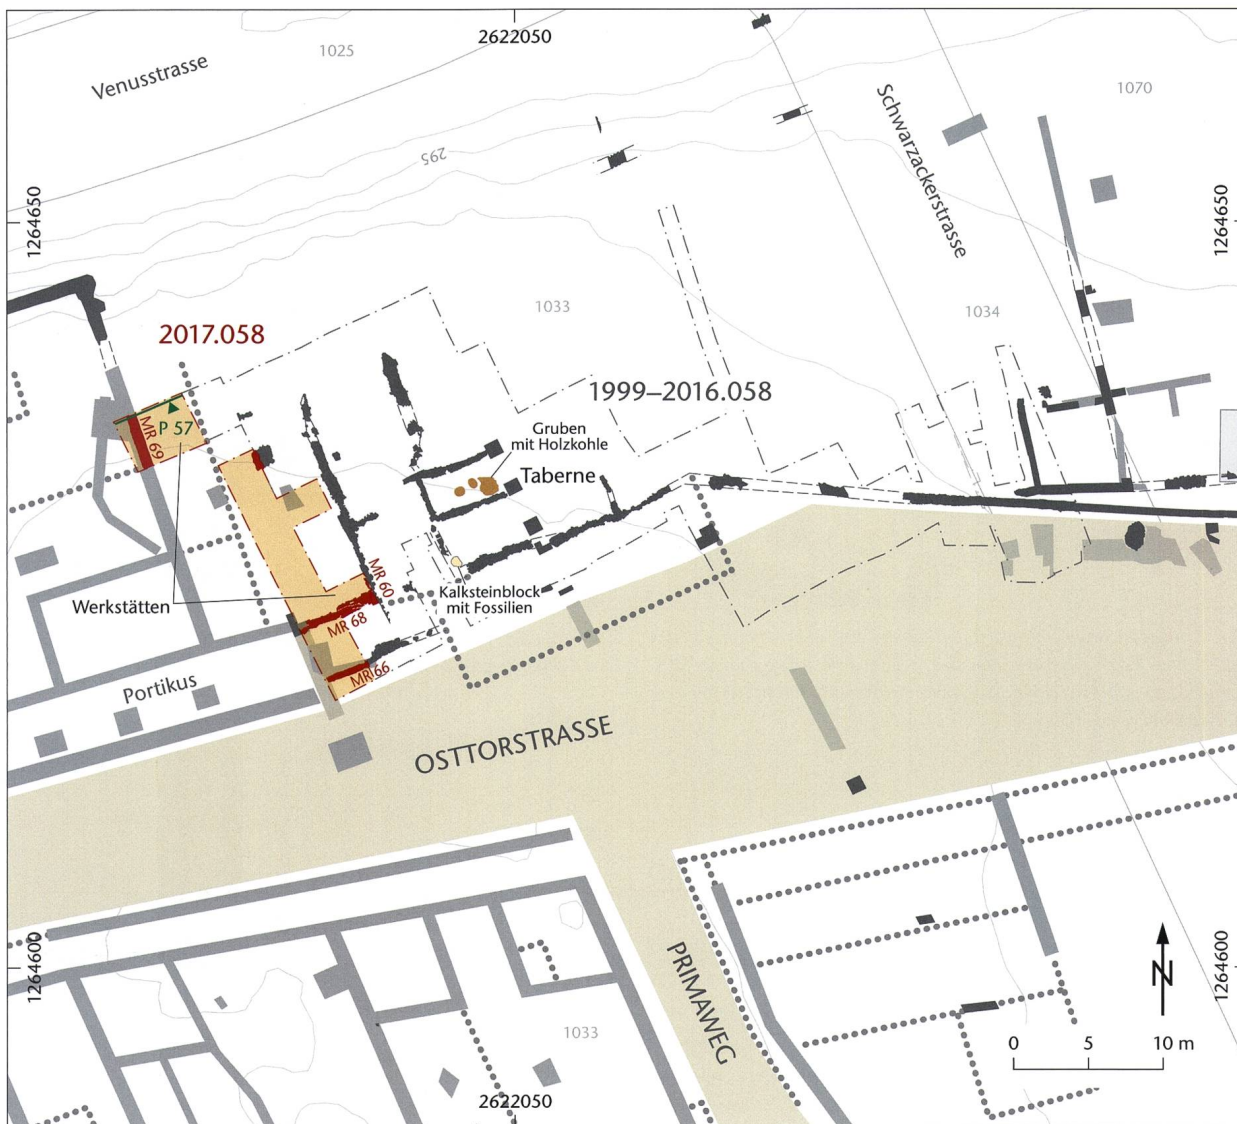 2622050
1025
Venusstrasse
1070
Schwarzackerstrasse
295
1264650
1264650
1033
1034
2017.058
1999–2016.058
MR 69
P 57
Gruben
mit Holzkohle
Taberne
MR 60
Kalksteinblock
mit Fossilien
Werkstätten
MR 68
MR 66
Portikus
OSTTORSTRASSE
PRIMAWEG
1264600
1264600
N
1033
0 5 10 m
2622050